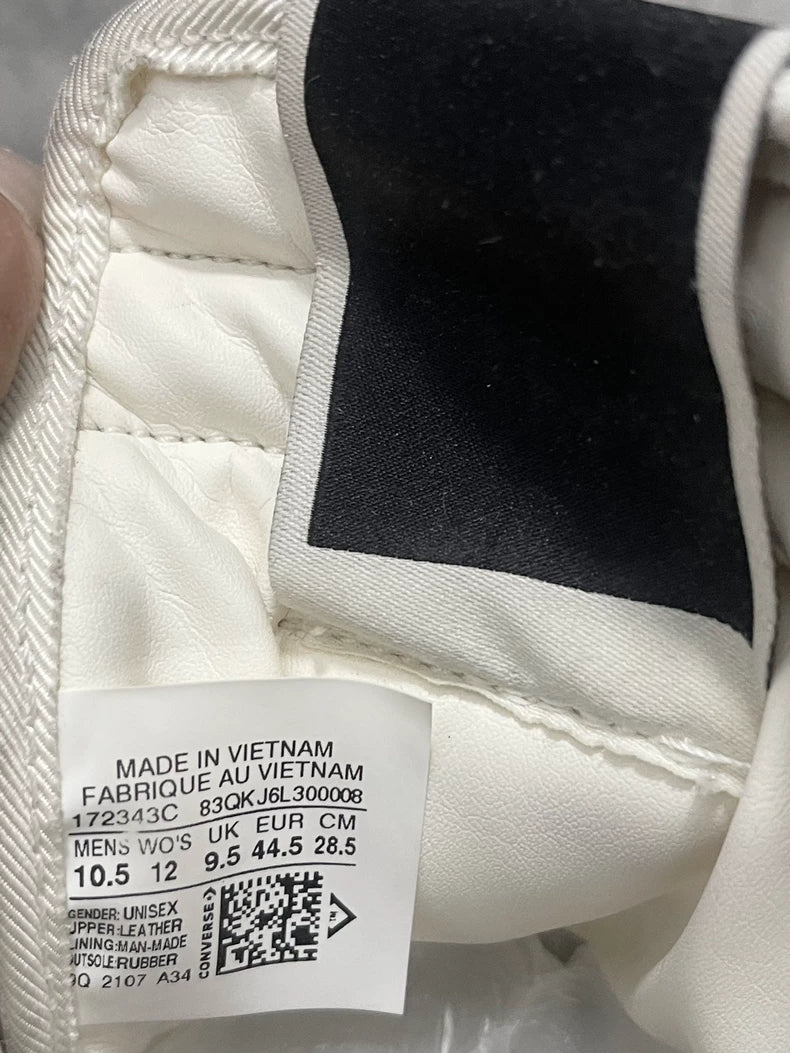 MADE IN VIETNAM
FABRIQUE AU VIETNAM
172343C 83QKJ6L300008
MENS WO'S UK EUR CM
10.5 12 9.5 44.5 28.5
GENDER: UNISEX
UPPER:LEATHER
LINING:MAN-MADE
OUTSOLE:RUBBER
2107 A34
CONVERSE
TM